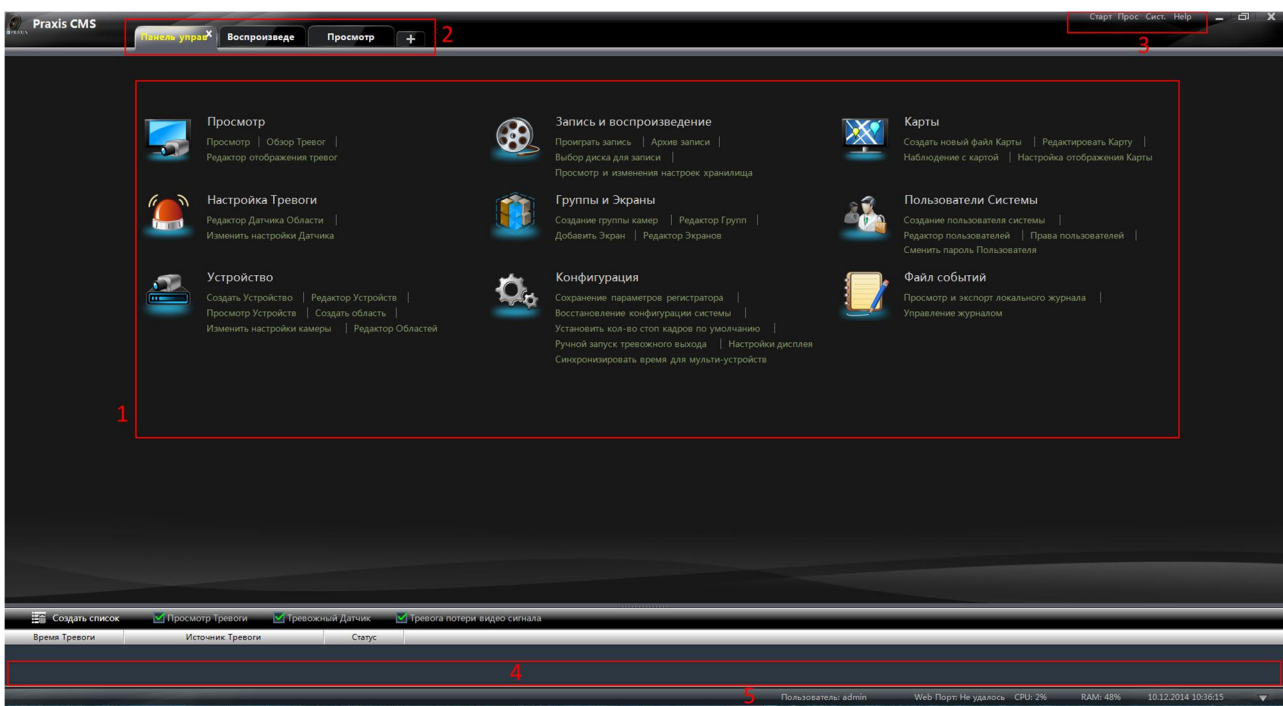 Praxis CMS
Старт Прос Сист. Help
Панель управ x Воспроизведе Просмотр + 2
3
Просмотр
Просмотр | Обзор Тревог |
Редактор отображения тревог
Запись и воспроизведение
Проиграть запись | Архив записи |
Выбор диска для записи |
Просмотр и изменения настроек хранилища
Карты
Создать новый файл Карты | Редактировать Карту |
Наблюдение с картой | Настройка отображения Карты
Настройка Тревоги
Редактор Датчика Области |
Изменить настройки Датчика
Группы и Экраны
Создание группы камер | Редактор Групп |
Добавить Экран | Редактор Экранов
Пользователи Системы
Создание пользователя системы |
Редактор пользователей | Права пользователей |
Сменить пароль Пользователя
Устройство
Создать Устройство | Редактор Устройств |
Просмотр Устройств | Создать область |
Изменить настройки камеры | Редактор Областей
Конфигурация
Сохранение параметров регистратора |
Восстановление конфигурации системы |
Установить кол-во стоп кадров по умолчанию |
Ручной запуск тревожного выхода | Настройки дисплея
Синхронизировать время для мульти-устройств
Файл событий
Просмотр и экспорт локального журнала |
Управление журналом
1
Создать список Просмотр Тревоги Тревожный Датчик Тревога потери видео сигнала
Время Тревоги Источник Тревоги Статус
4
5 Пользователь: admin Web Порт: Не удалось CPU: 2% RAM: 48% 10.12.2014 10:36:15